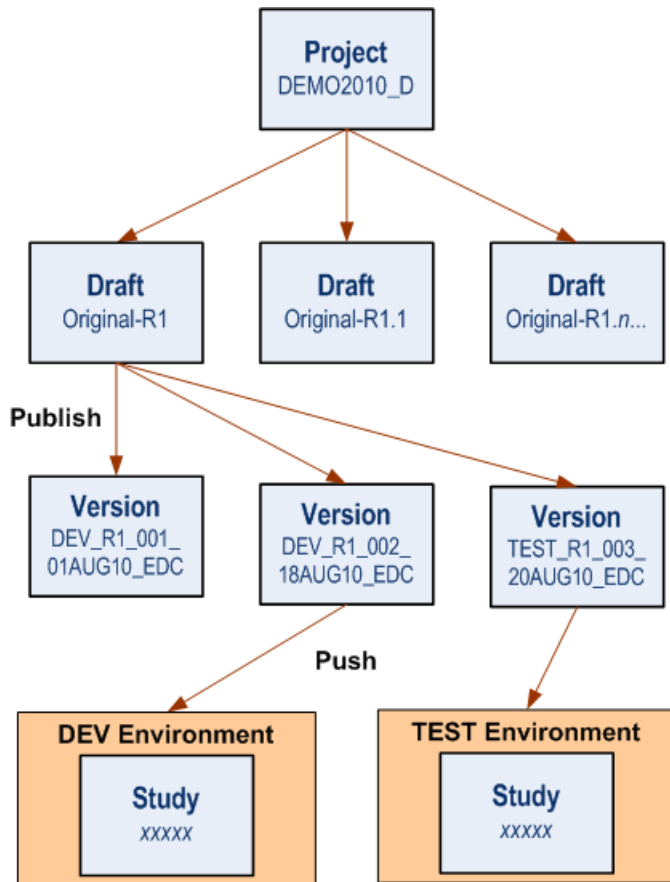 Project
DEMO2010_D
Draft
Original-R1
Draft
Original-R1.1
Draft
Original-R1.n...
Publish
Version
DEV_R1_001_
01AUG10_EDC
Version
DEV_R1_002_
18AUG10_EDC
Version
TEST_R1_003_
20AUG10_EDC
Push
DEV Environment
Study
xxxxx
TEST Environment
Study
xxxxx